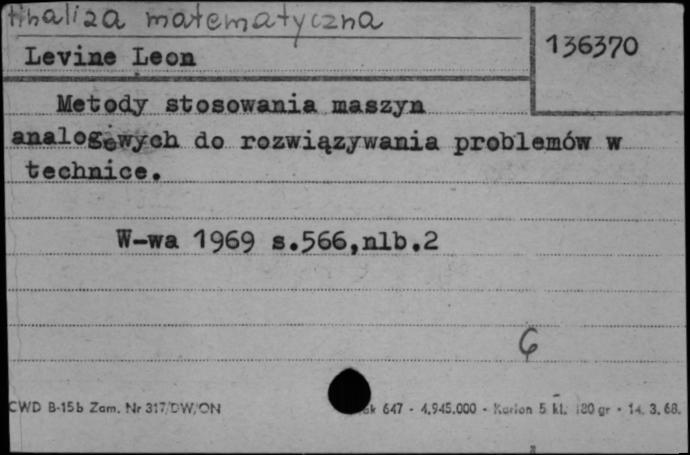 Analiza matematyczna
136370
Levine Leon
Metody stosowania maszyn
analogowych do rozwiązywania problemów w
technice.
W-wa 1969 s.566,nlb.2
6
CWD B-15b Zam. Nr 317/DW/ON 647 - 4.945.000 - Karton 5 kl. 180 gr - 14. 3. 68.